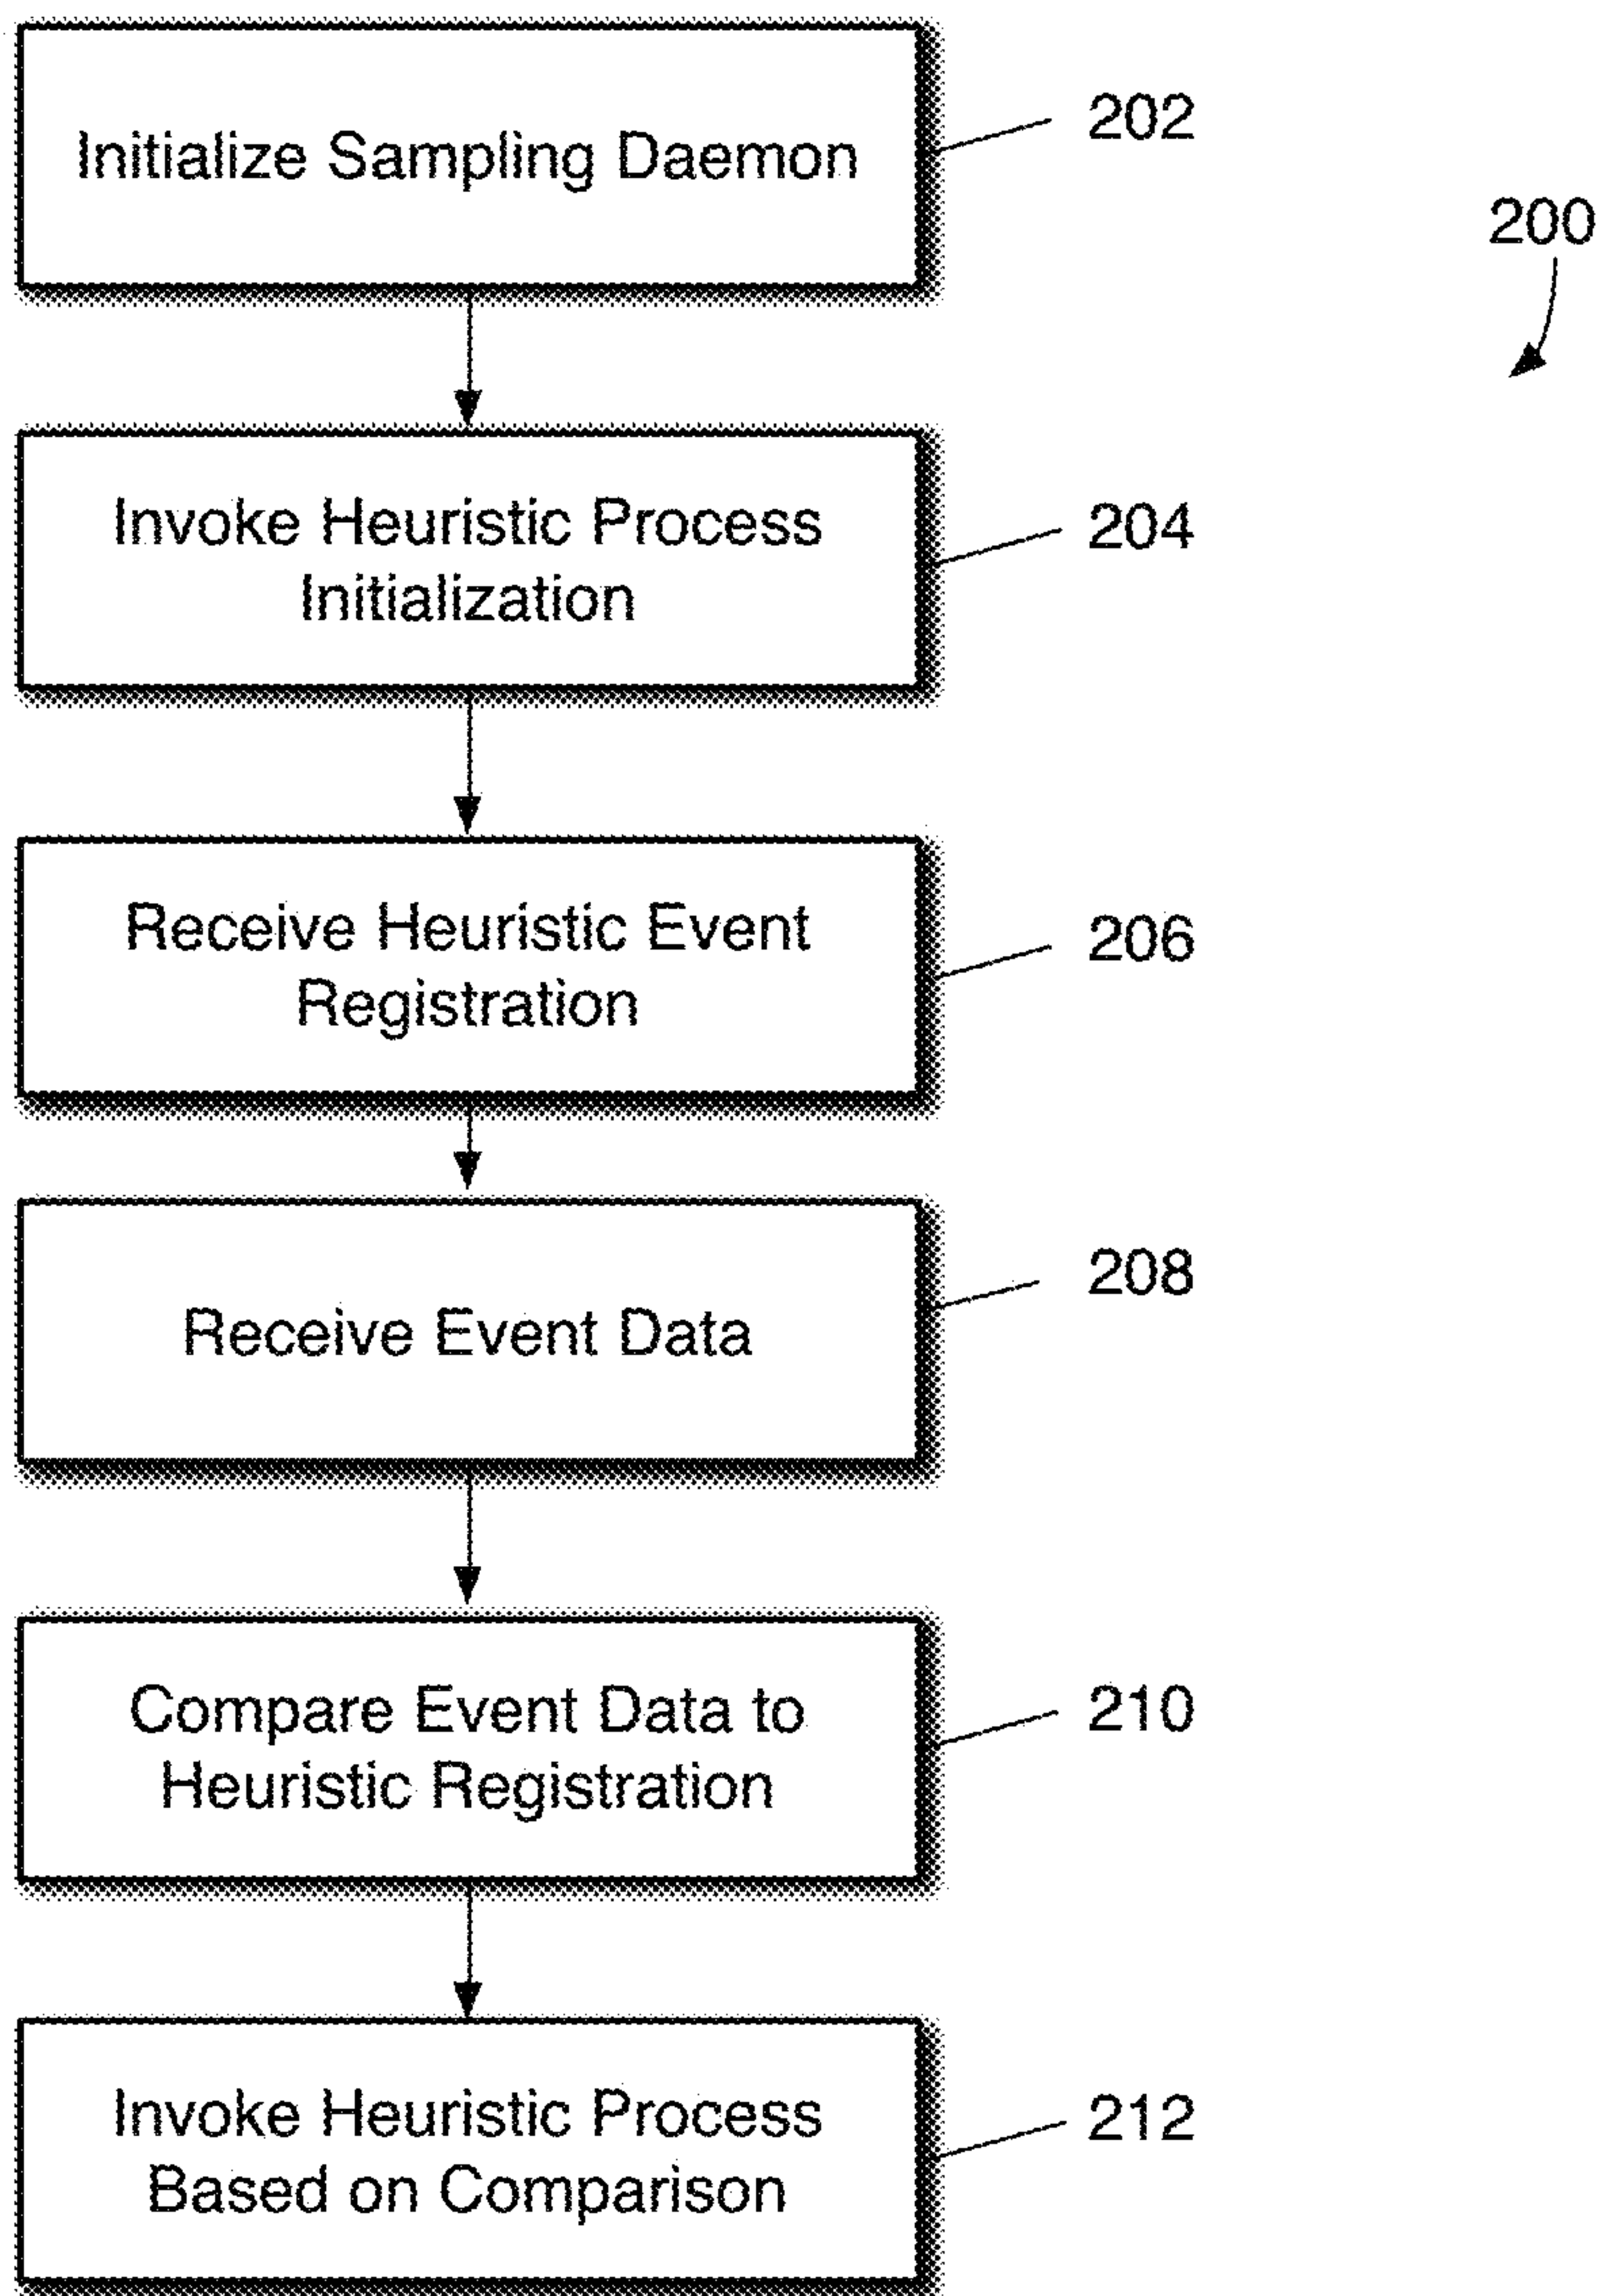 Initialize Sampling Daemon
202
200
Invoke Heuristic Process
Initialization
204
Receive Heuristic Event
Registration
206
Receive Event Data
208
Compare Event Data to
Heuristic Registration
210
Invoke Heuristic Process
Based on Comparison
212